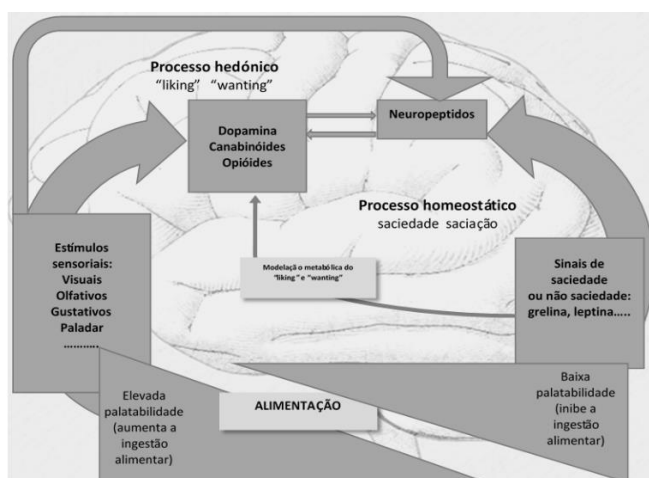 Processo hedónico
“liking” “wanting”
Dopamina
Canabinóides
Opióides
Neuropeptidos
Processo homeostático
saciedade saciação
Estímulos
sensoriais:
Visuais
Olfativos
Gustativos
Paladar
...........
Modelação metabólica do
“liking” e “wanting”
Sinais de
saciedade
ou não saciedade:
grelina, leptina.....
Elevada
palatabilidade
(aumenta a
ingestão
alimentar)
ALIMENTAÇÃO
Baixa
palatabilidade
(inibe a
ingestão
alimentar)